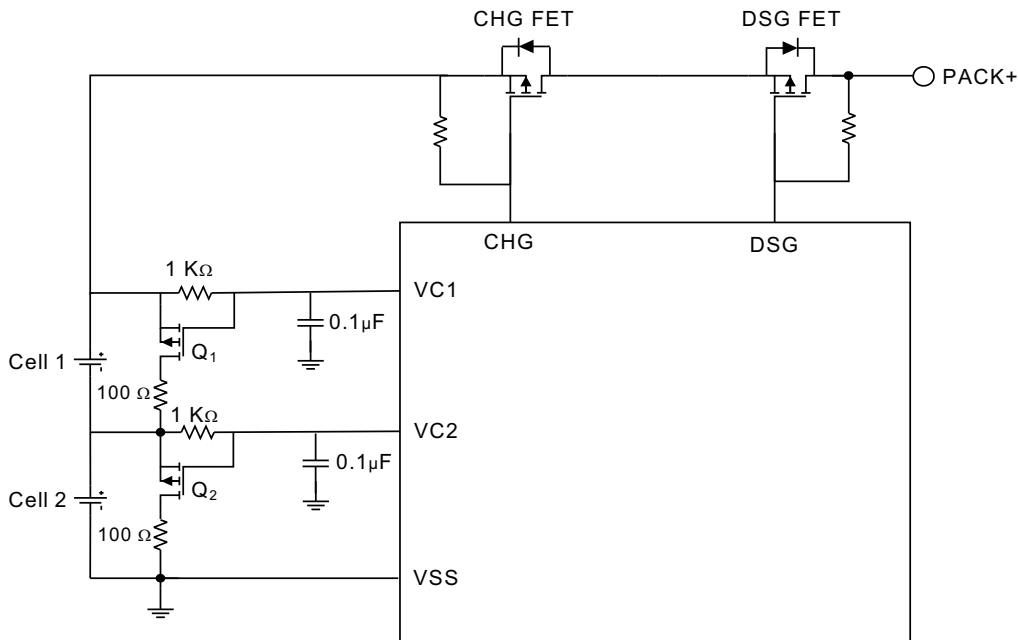 CHG FET
DSG FET
PACK+
CHG
DSG
1 KΩ
VC1
0.1µF
Q1
Cell 1
100 Ω
1 KΩ
VC2
0.1µF
Q2
Cell 2
100 Ω
VSS